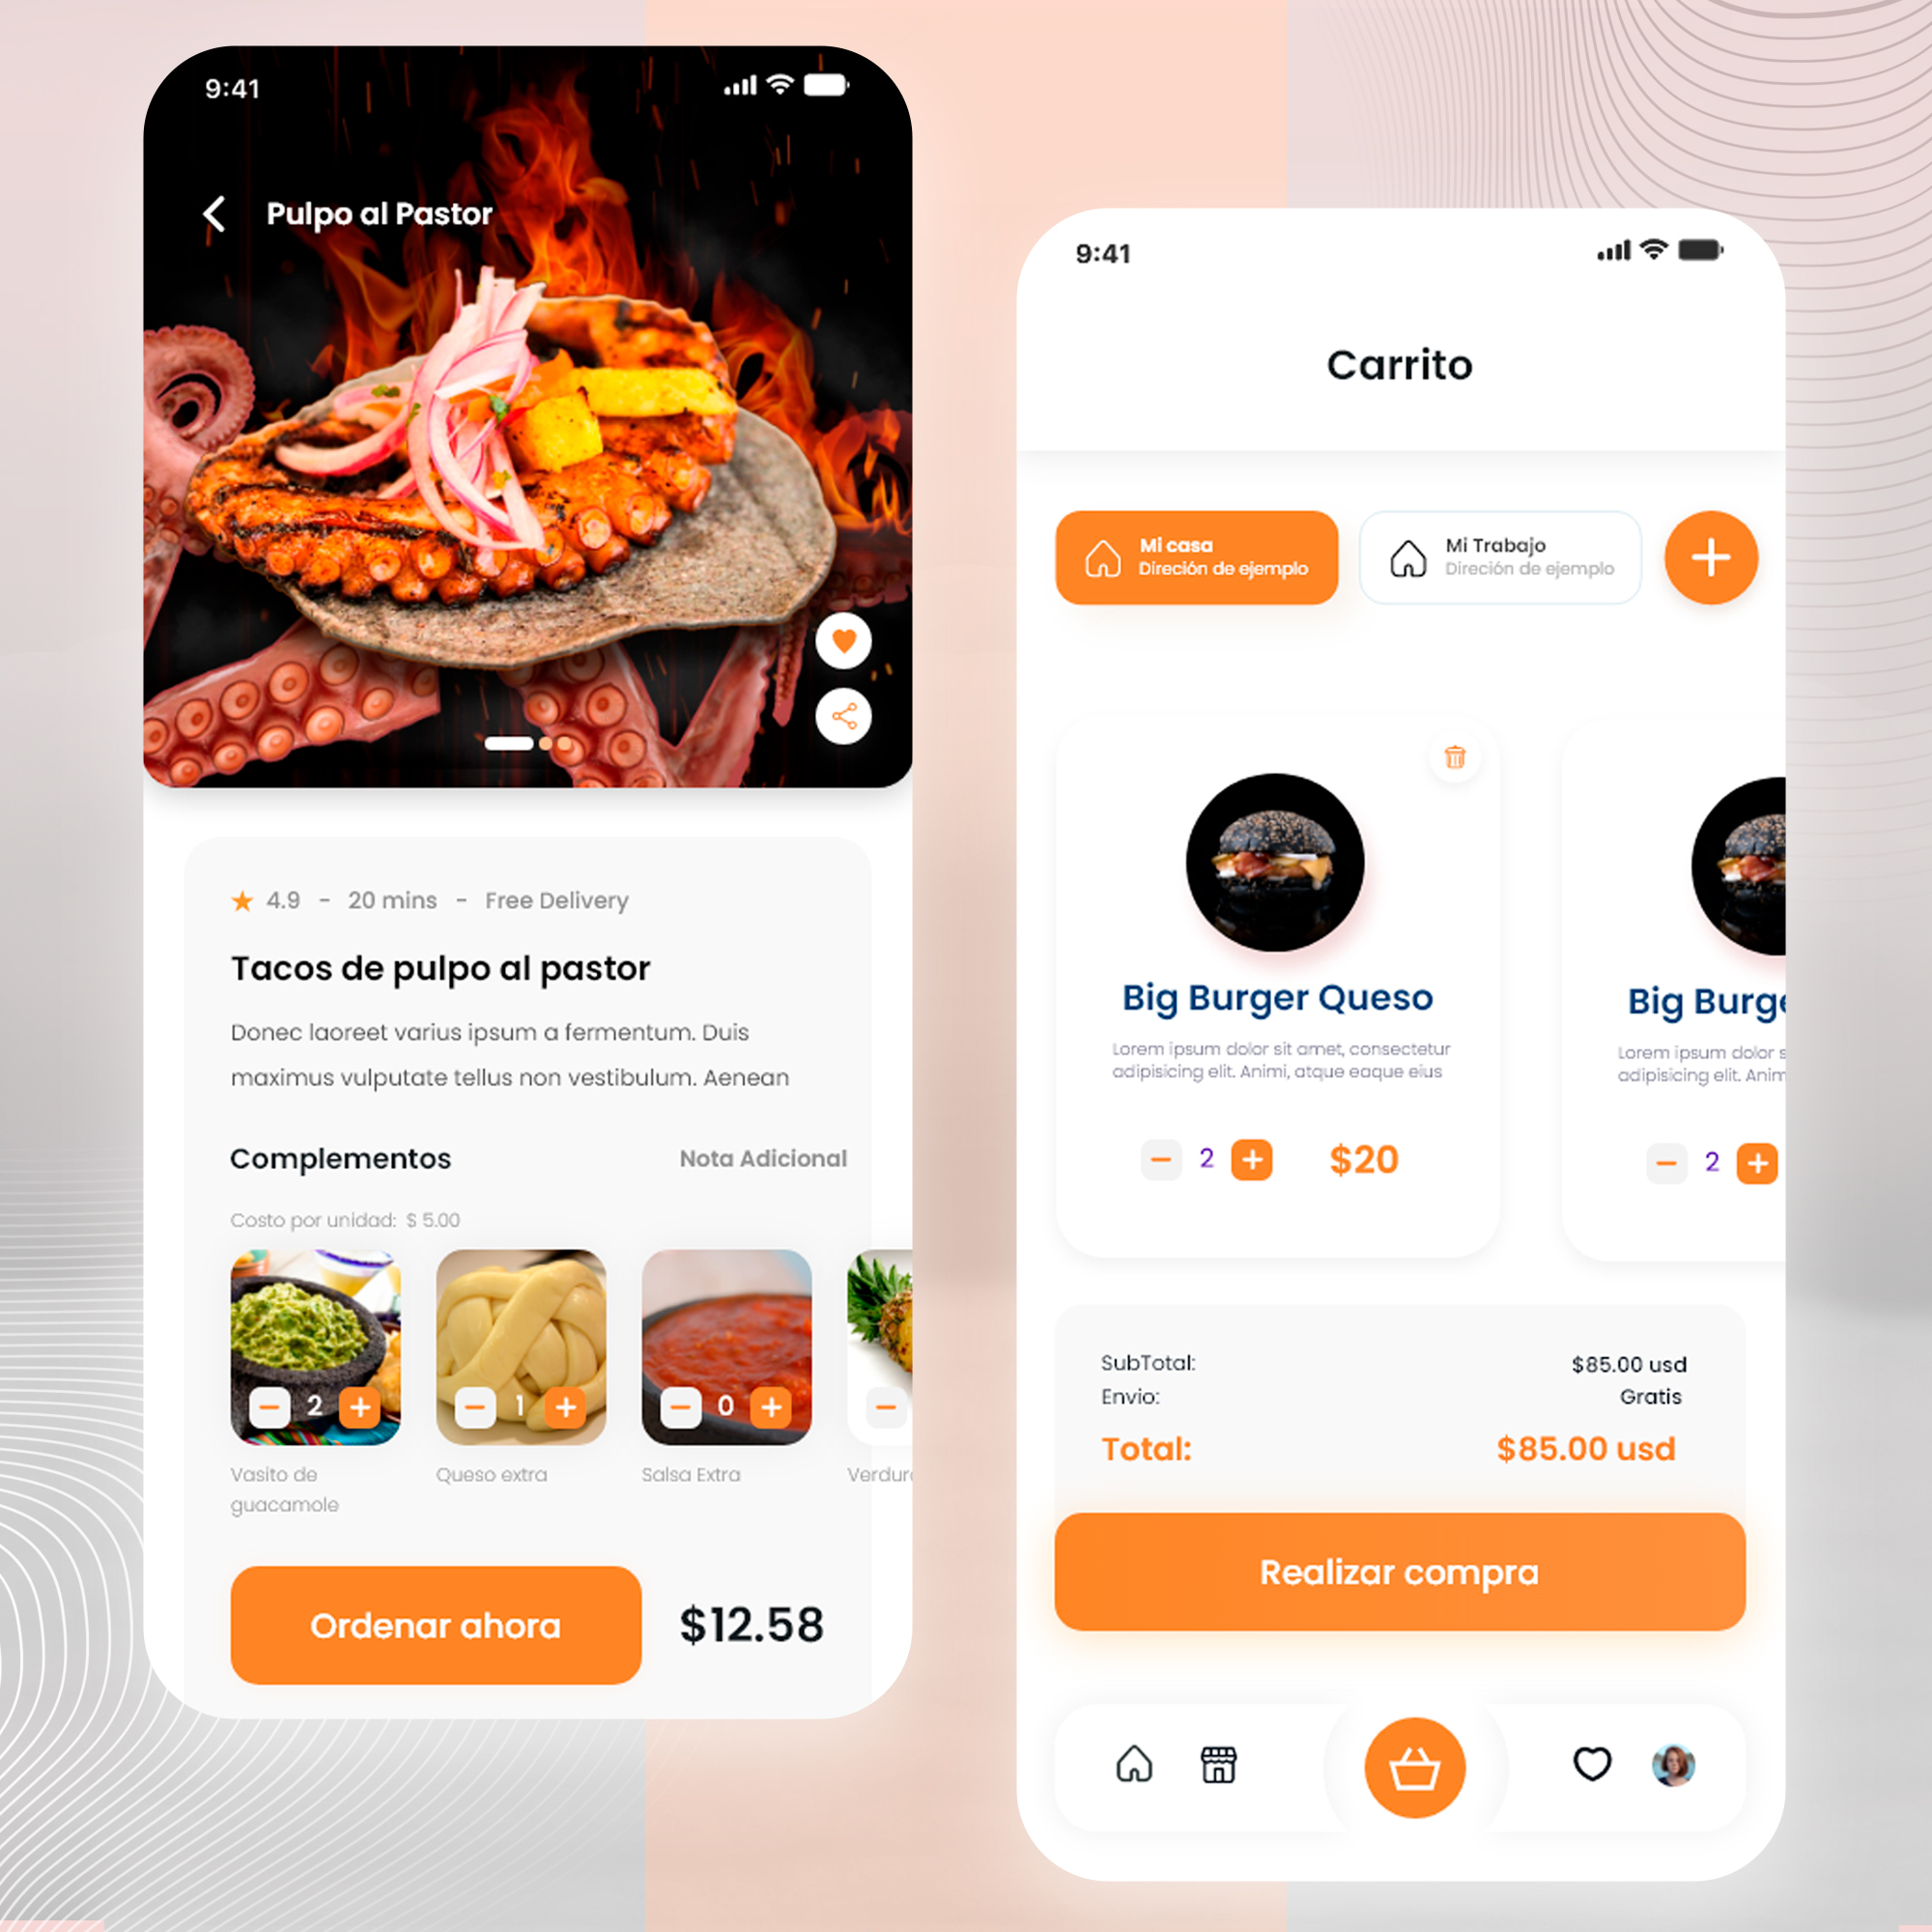 9:41
Pulpo al Pastor
4.9 - 20 mins - Free Delivery
Tacos de pulpo al pastor
Donec laoreet varius ipsum a fermentum. Duis
maximus vulputate tellus non vestibulum. Aenean
Complementos Nota Adicional
Costo por unidad: $ 5.00
2 1 0
Vasito de guacamole
Queso extra
Salsa Extra
Verdur
Ordenar ahora $12.58
9:41
Carrito
Mi casa
Direción de ejemplo
Mi Trabajo
Direción de ejemplo
Big Burger Queso
Lorem ipsum dolor sit amet, consectetur
adipisicing elit. Animi, atque eaque eius
2 $20
Big Burge
Lorem ipsum dolor s
adipisicing elit. Anim
2
SubTotal: $85.00 usd
Envio: Gratis
Total: $85.00 usd
Realizar compra